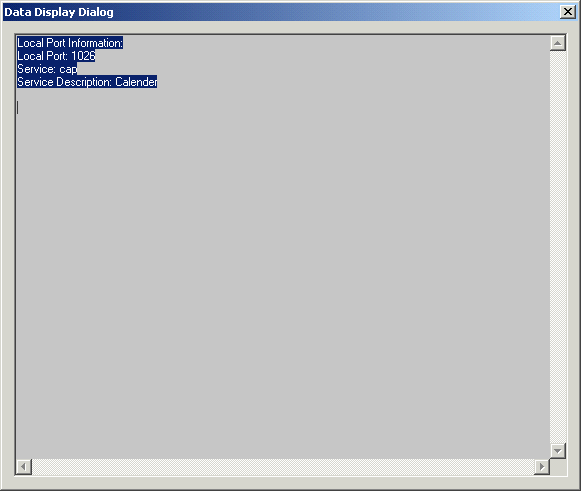 Data Display Dialog
Local Port Information:
Local Port: 1026
Service: cap
Service Description: Calender